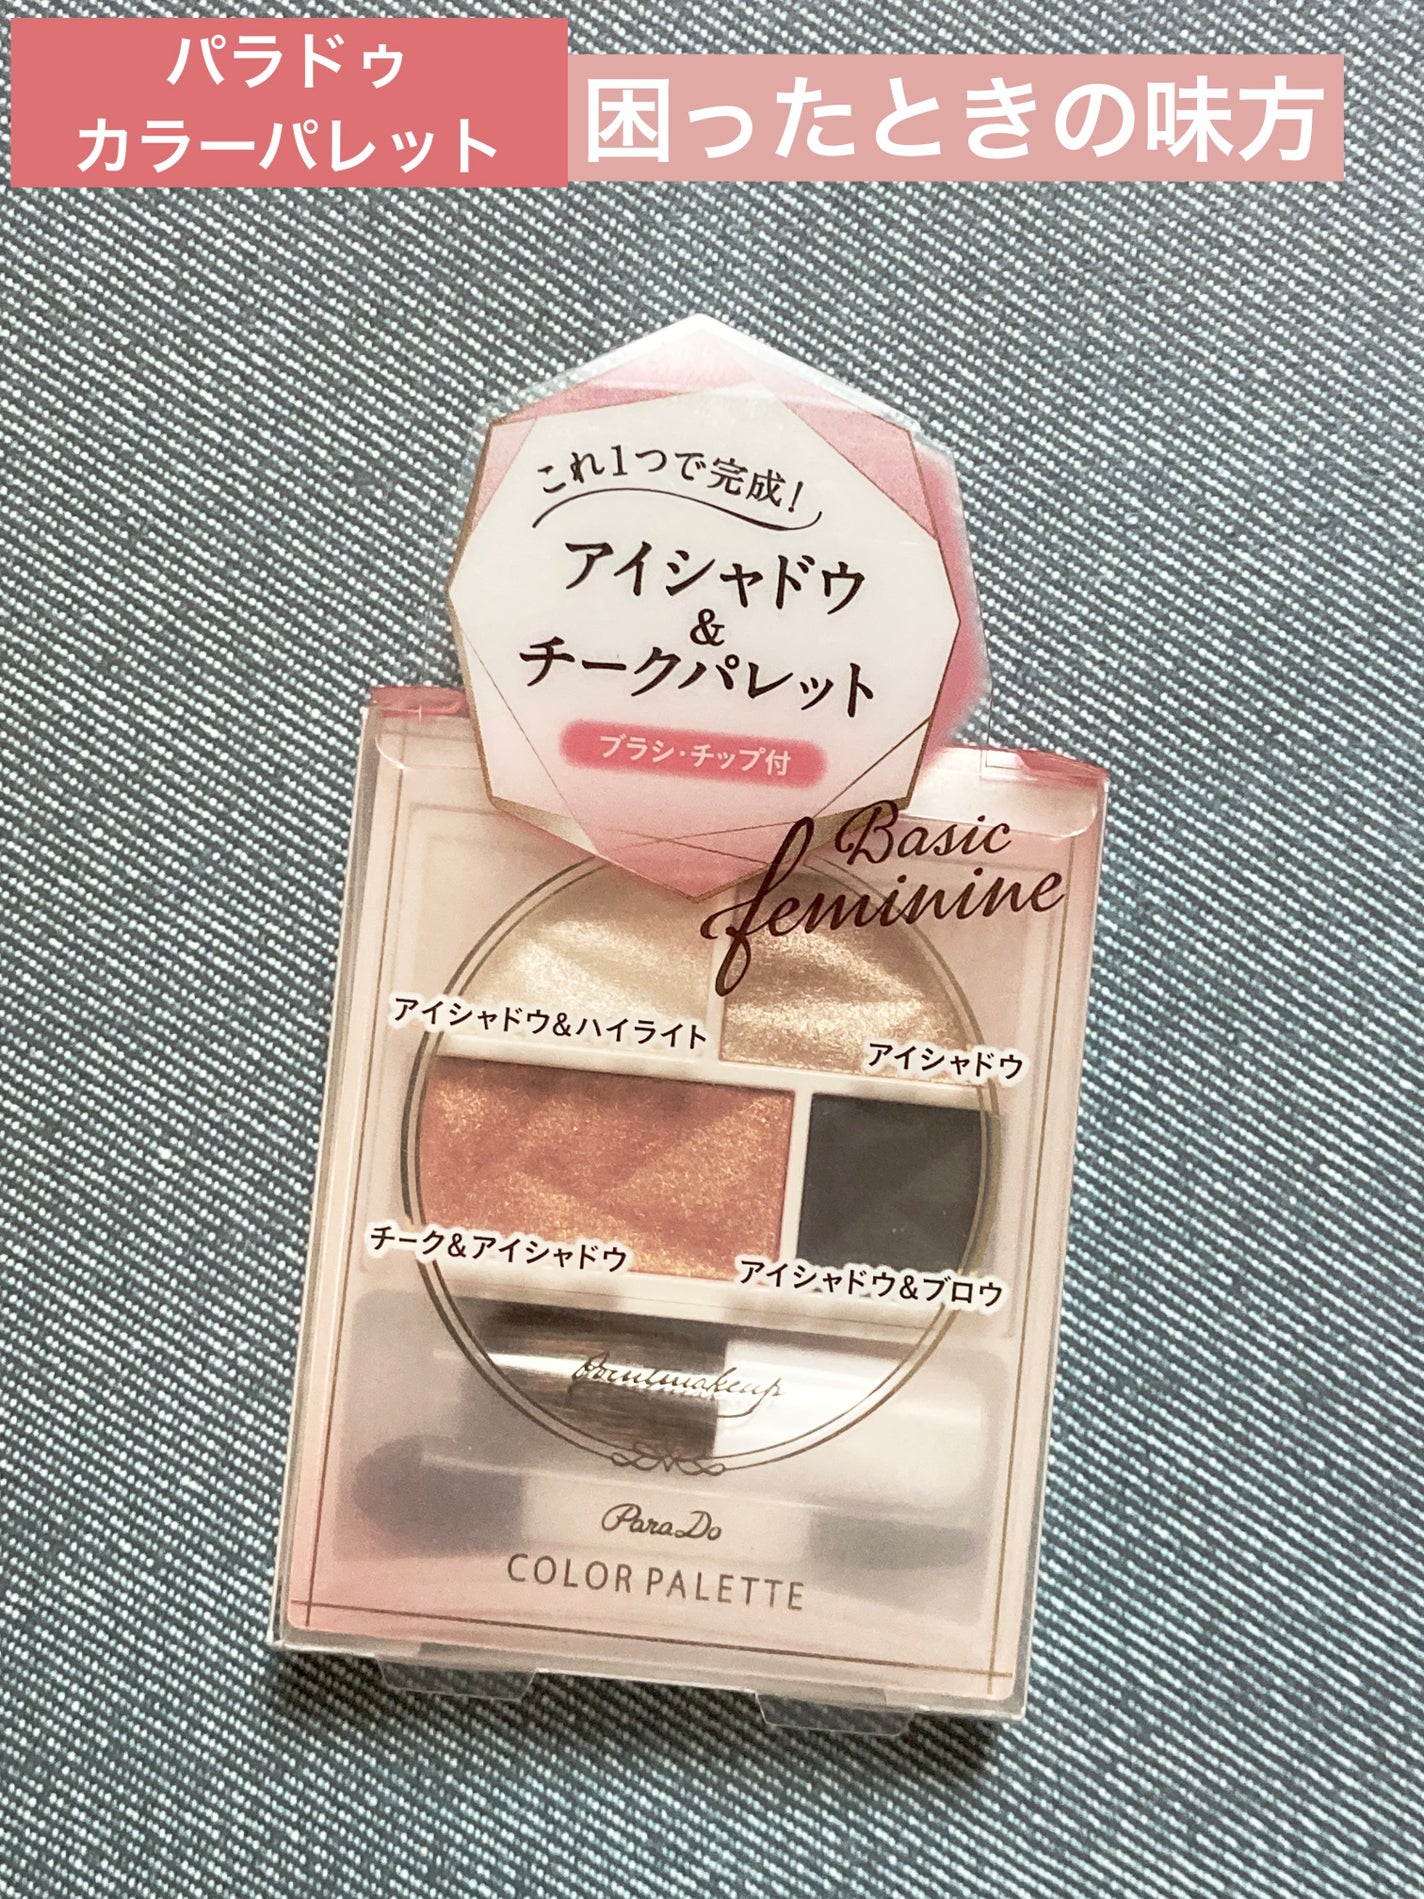 パラドゥ
カラーパレット
困ったときの味方
これ1つで完成!
アイシャドウ
&
チークパレット
ブラシ・チップ付
Basic
feminine
アイシャドウ&ハイライト
アイシャドウ
チーク&アイシャドウ
アイシャドウ&ブロウ
Pointmakeup
ParaDo
COLOR PALETTE